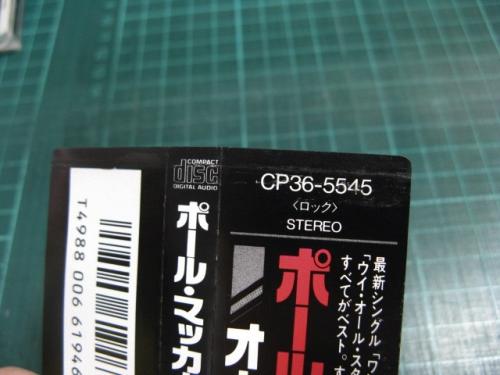 COMPACT
disc
DIGITAL AUDIO
CP36-5545
〈ロック〉
STEREO
T4988 006 6194
ポール・マッカ
ポール
オ
最新シングル「ワ
「ウイ・オール・スタ
すべてがベスト。オ